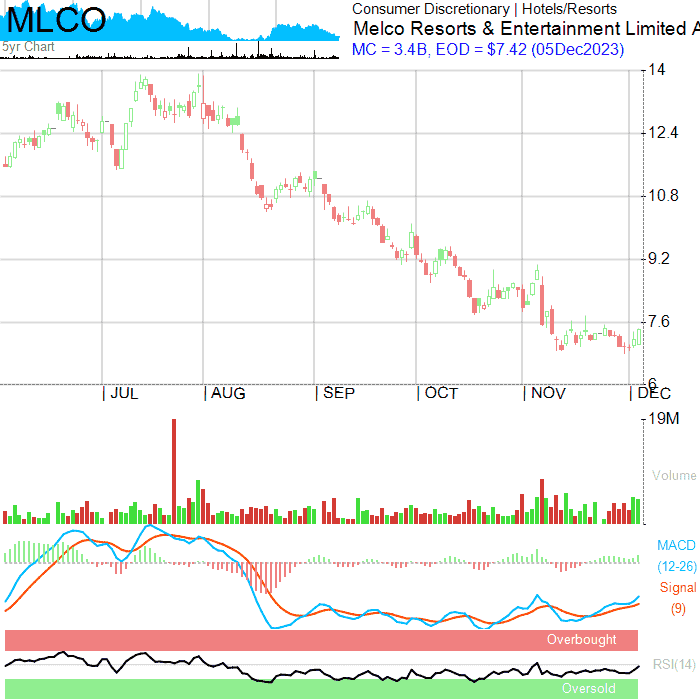 MLCO
5yr Chart
Consumer Discretionary | Hotels/Resorts
Melco Resorts & Entertainment Limited A
MC = 3.4B, EOD = $7.42 (05Dec2023)
14
12.4
10.8
9.2
7.6
6
| JUL
| AUG
| SEP
| OCT
| NOV
| DEC
19M
Volume
MACD
(12-26)
Signal
(9)
Overbought
RSI(14)
Oversold